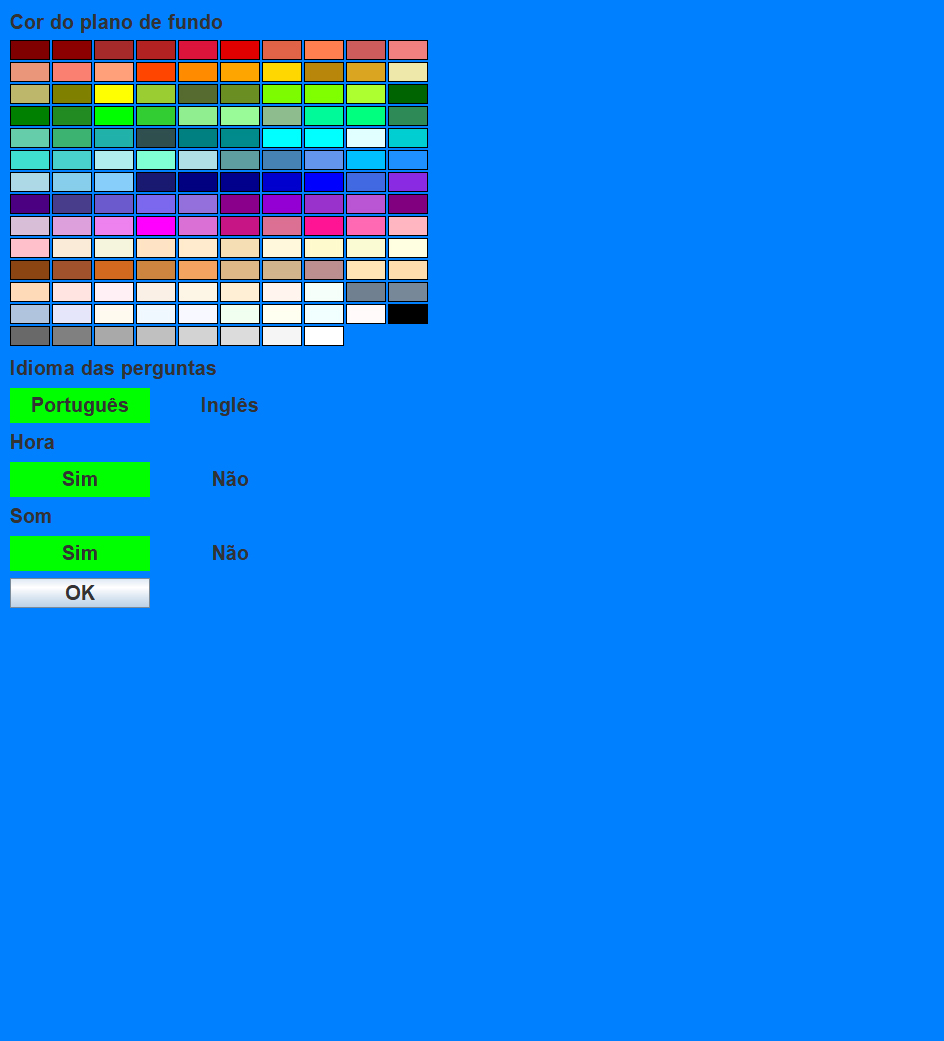 Cor do plano de fundo
Idioma das perguntas
Português Inglês
Hora
Sim Não
Som
Sim Não
OK